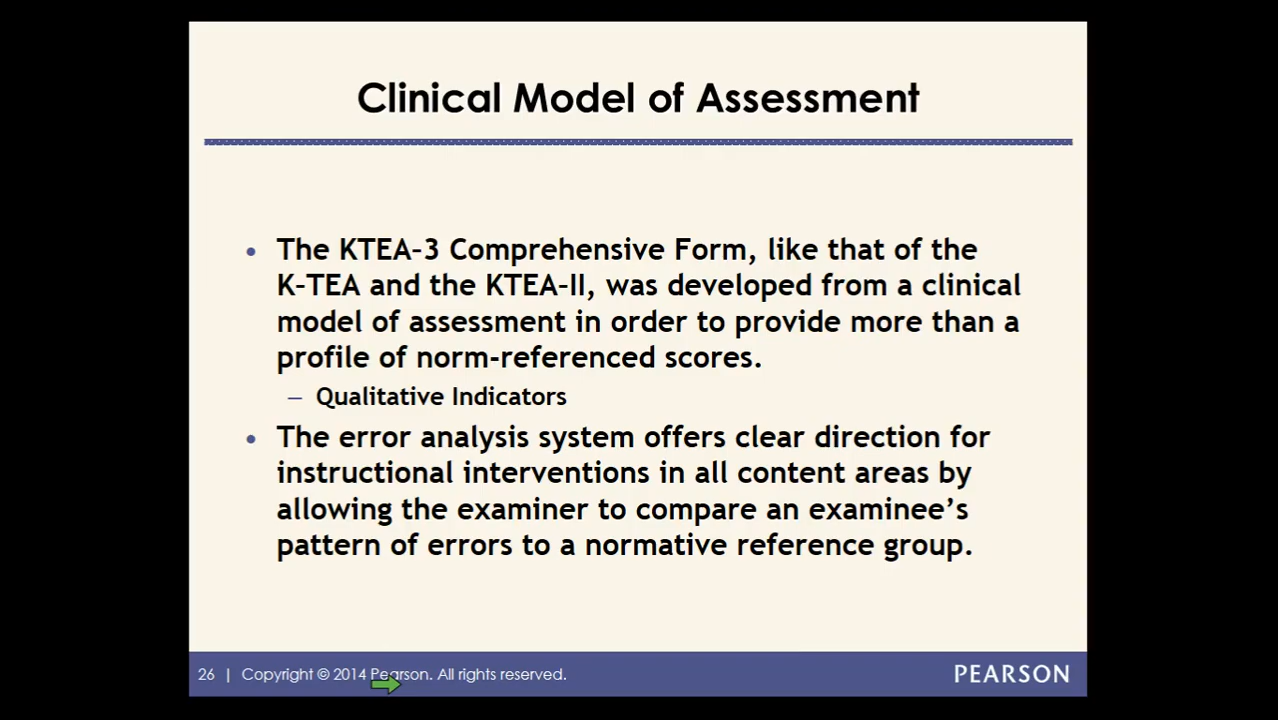 Clinical Model of Assessment
• The KTEA–3 Comprehensive Form, like that of the
K–TEA and the KTEA–II, was developed from a clinical
model of assessment in order to provide more than a
profile of norm-referenced scores.
– Qualitative Indicators
• The error analysis system offers clear direction for
instructional interventions in all content areas by
allowing the examiner to compare an examinee’s
pattern of errors to a normative reference group.
26 | Copyright © 2014 Pearson. All rights reserved.
PEARSON